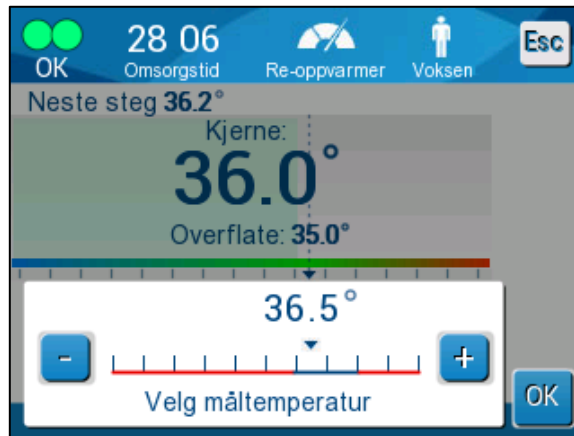 28 06
Esc
OK
Omsorgstid
Re-oppvarmer
Voksen
Neste steg 36.2°
Kjerne:
36.0°
Overflate: 35.0°
36.5°
-
+
Velg måltemperatur
OK